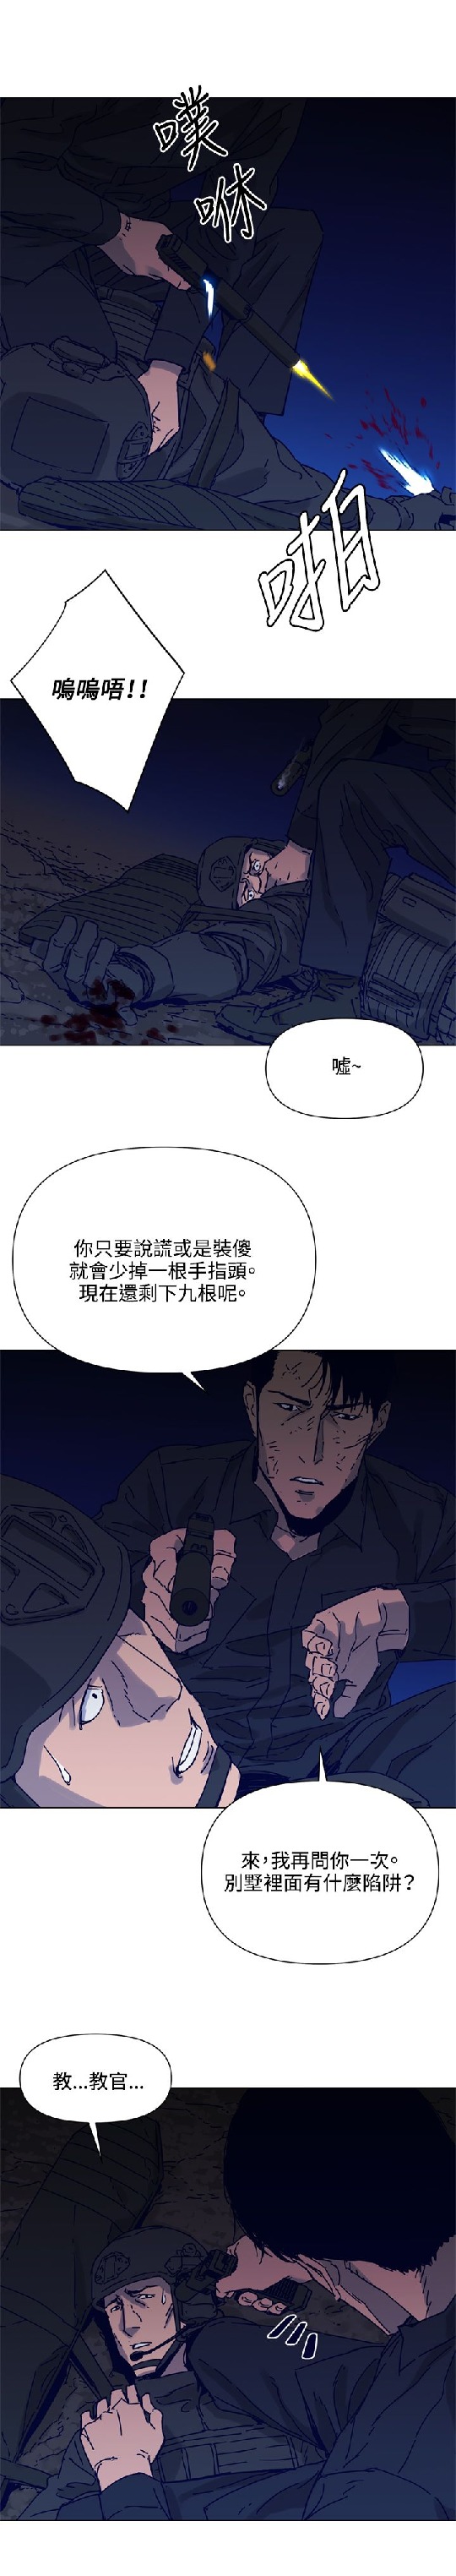 噗
咻
啪
嗚嗚唔!!
噓~
你只要說謊或是裝傻
就會少掉一根手指頭。
現在還剩下九根呢。
來,我再問你一次。
別墅裡面有什麼陷阱?
教...教官...